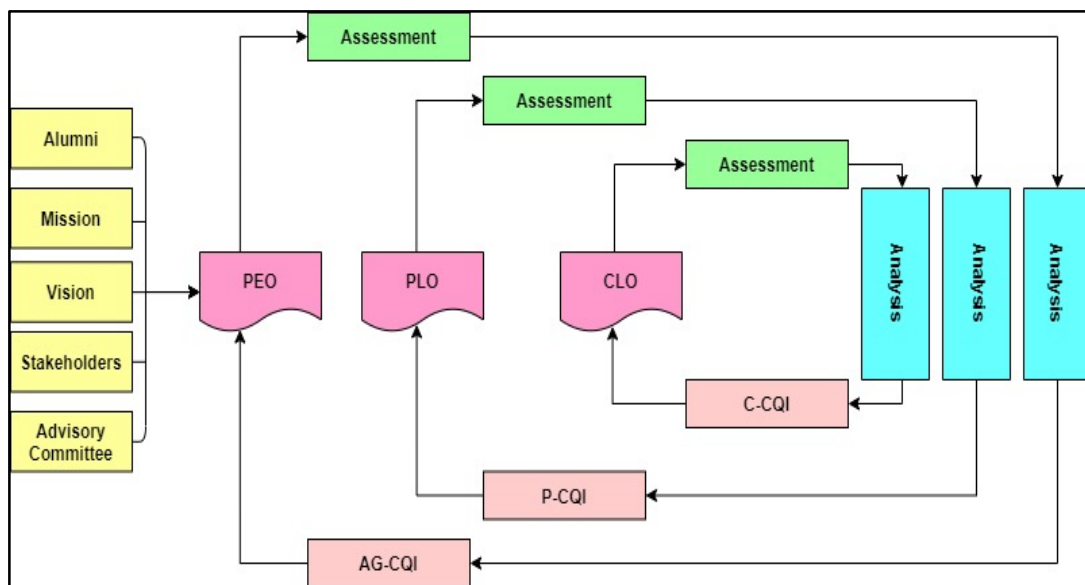 Assessment
Assessment
Assessment
Alumni
Mission
Vision
Stakeholders
Advisory
Committee
PEO
PLO
CLO
Analysis
Analysis
Analysis
C-CQI
P-CQI
AG-CQI